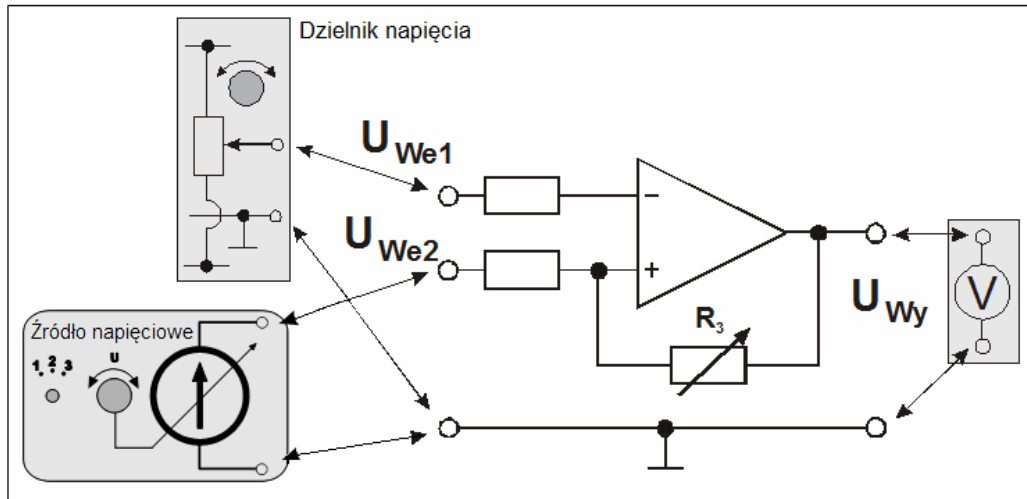 Dzielnik napięcia
U We1
U We2
−
+
R3
U Wy
V
Źródło napięciowe
1 2 3
U